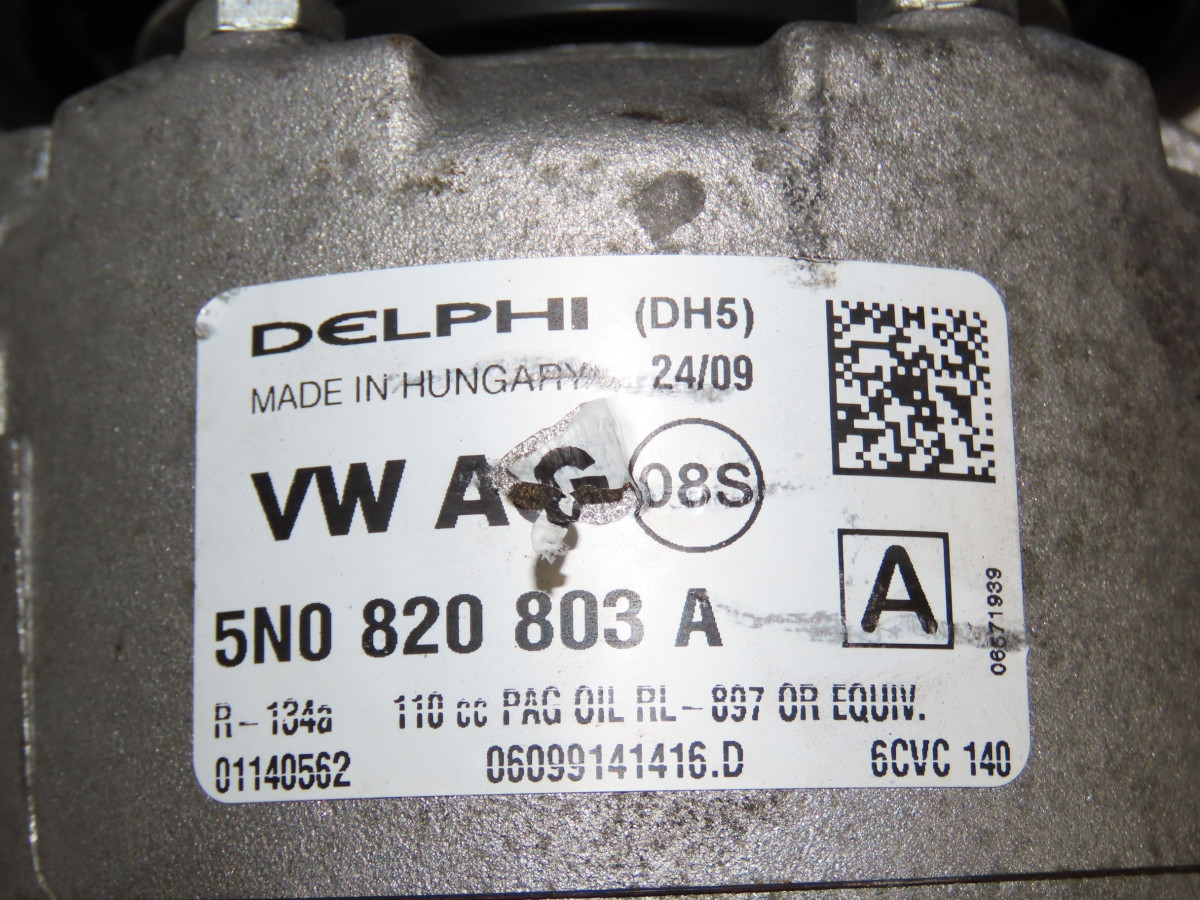 DELPHI (DH5)
MADE IN HUNGARY 24/09
VW AG 08S
A
5N0 820 803 A
06671939
R-134a 110 cc PAG OIL RL-897 OR EQUIV.
01140562 06099141416.D 6CVC 140